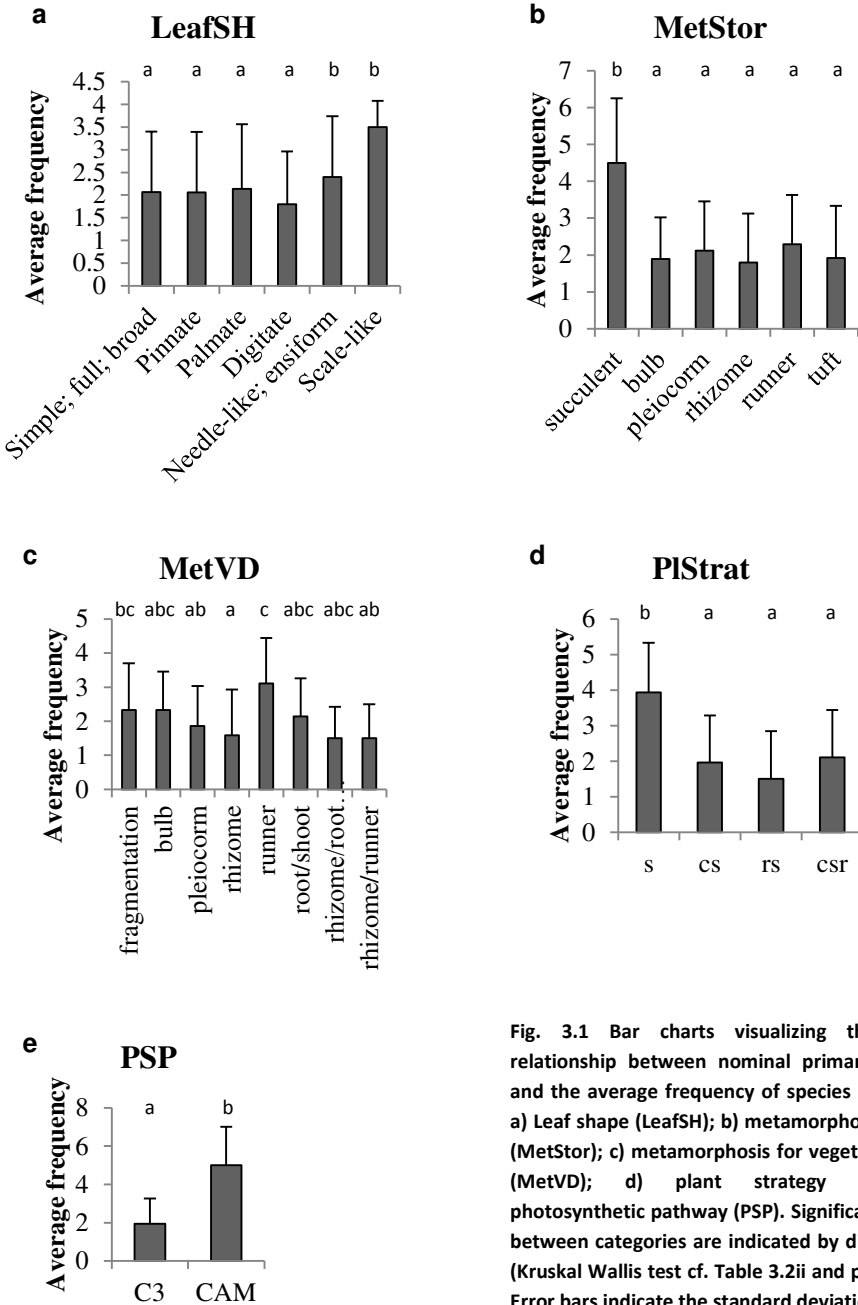 a
LeafSH
a a a a b b
Average frequency
4.5
4
3.5
3
2.5
2
1.5
1
0.5
0
Simple; full; broad
Pinnate
Palmate
Digitate
Needle-like; ensiform
Scale-like
b
MetStor
b a a a a a
Average frequency
7
6
5
4
3
2
1
0
succulent
bulb
pleiocorm
rhizome
runner
tuft
c
MetVD
bc abc ab a c abc abc ab
Average frequency
5
4
3
2
1
0
fragmentation
bulb
pleiocorm
rhizome
runner
root/shoot
rhizome/root…
rhizome/runner
d
PlStrat
b a a a
Average frequency
6
5
4
3
2
1
0
s cs rs csr
e
PSP
a b
Average frequency
8
6
4
2
0
C3 CAM
Fig. 3.1 Bar charts visualizing th
relationship between nominal primar
and the average frequency of species
a) Leaf shape (LeafSH); b) metamorpho
(MetStor); c) metamorphosis for veget
(MetVD); d) plant strategy
photosynthetic pathway (PSP). Significa
between categories are indicated by d
(Kruskal Wallis test cf. Table 3.2ii and p
Error bars indicate the standard deviatio